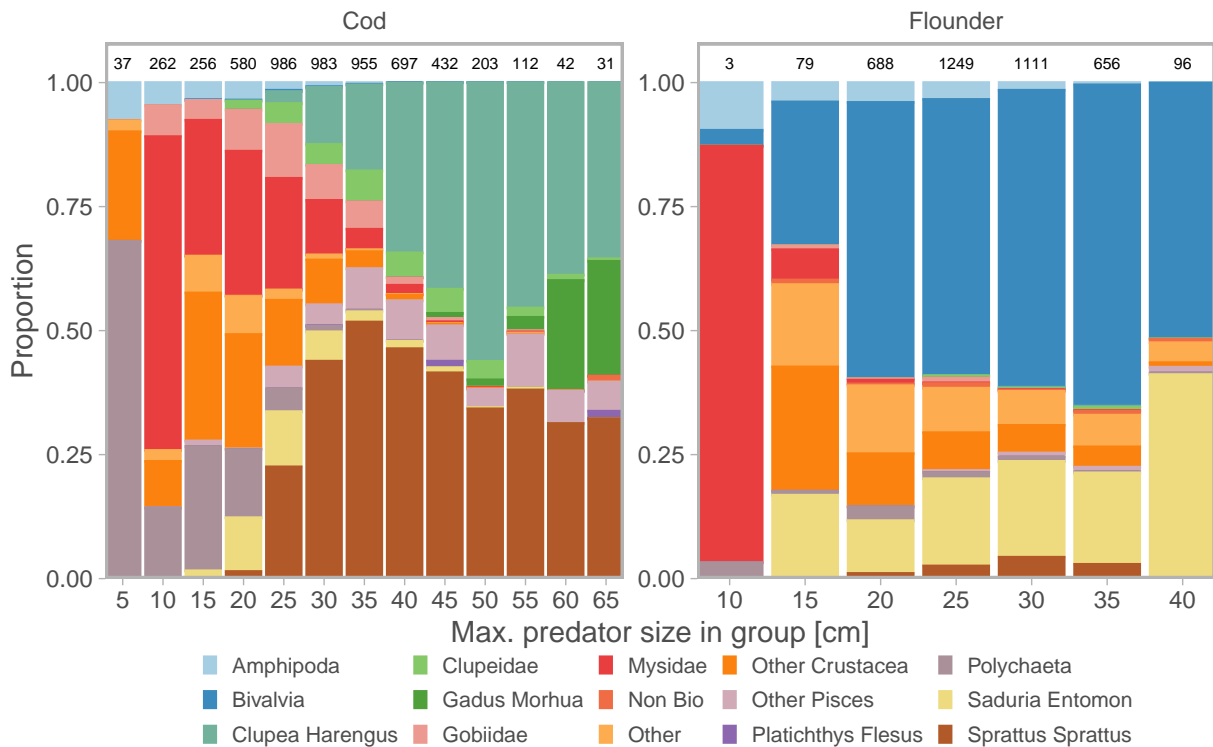 Cod Flounder
37 262 256 580 986 983 955 697 432 203 112 42 31 3 79 688 1249 1111 656 96
1.00 1.00
0.75 0.75
0.50 0.50
0.25 0.25
0.00 0.00
Proportion
5 10 15 20 25 30 35 40 45 50 55 60 65 10 15 20 25 30 35 40
Max. predator size in group [cm]
Amphipoda Clupeidae Mysidae Other Crustacea Polychaeta
Bivalvia Gadus Morhua Non Bio Other Pisces Saduria Entomon
Clupea Harengus Gobiidae Other Platichthys Flesus Sprattus Sprattus